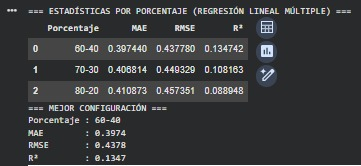 === ESTADÍSTICAS POR PORCENTAJE (REGRESIÓN LINEAL MÚLTIPLE) ===
Porcentaje MAE RMSE R²
0 60-40 0.397440 0.437780 0.134742
1 70-30 0.406814 0.449329 0.108163
2 80-20 0.410873 0.457351 0.088948
=== MEJOR CONFIGURACIÓN ===
Porcentaje : 60-40
MAE : 0.3974
RMSE : 0.4378
R² : 0.1347